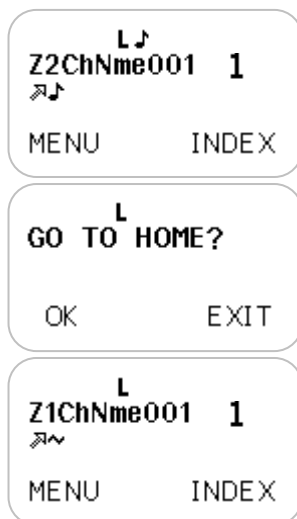 L♪
Z2ChNme001 1
⇗♪
MENU INDEX
L
GO TO HOME?
OK EXIT
L
Z1ChNme001 1
⇗~
MENU INDEX